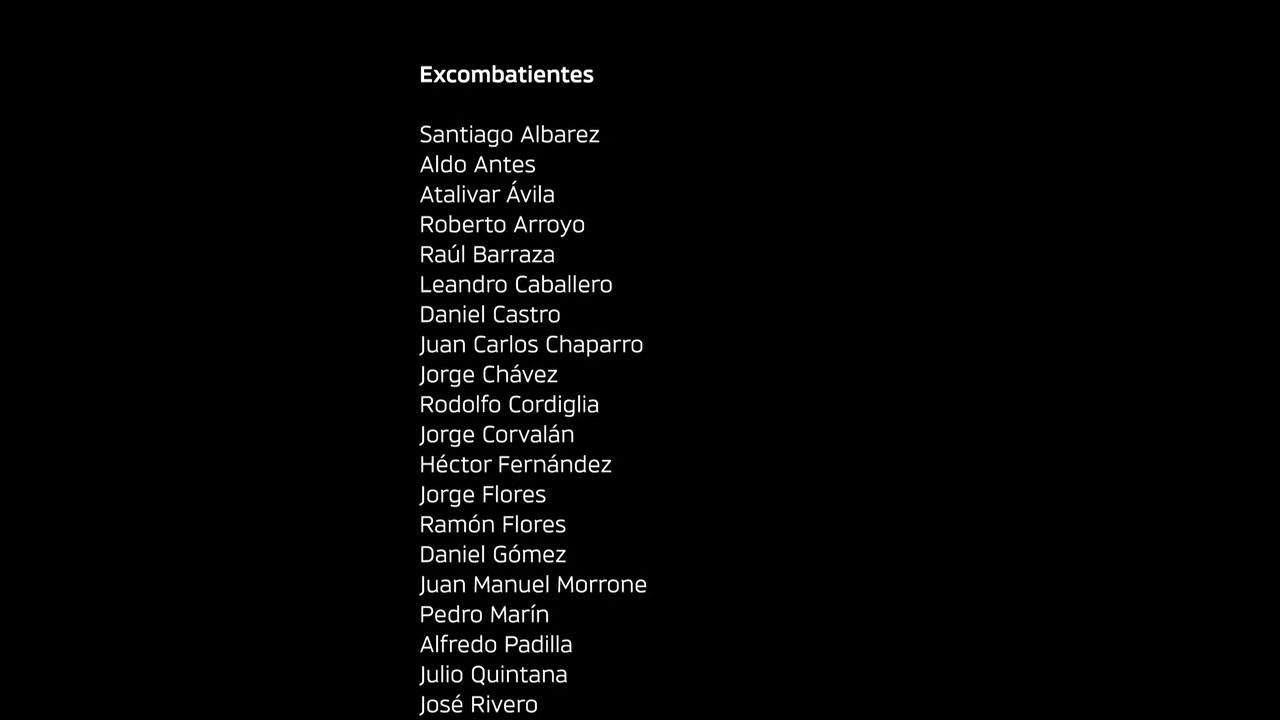 Excombatientes
Santiago Albarez
Aldo Antes
Atalivar Ávila
Roberto Arroyo
Raúl Barraza
Leandro Caballero
Daniel Castro
Juan Carlos Chaparro
Jorge Chávez
Rodolfo Cordiglia
Jorge Corvalán
Héctor Fernández
Jorge Flores
Ramón Flores
Daniel Gómez
Juan Manuel Morrone
Pedro Marín
Alfredo Padilla
Julio Quintana
José Rivero